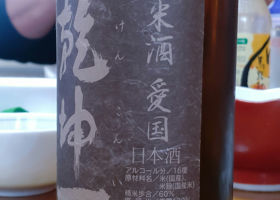 乾坤一
けんこんい
米酒 愛国
日本酒
アルコール分／16度
原材料名／米(国産)、
米麹(国産米)
精米歩合／60%